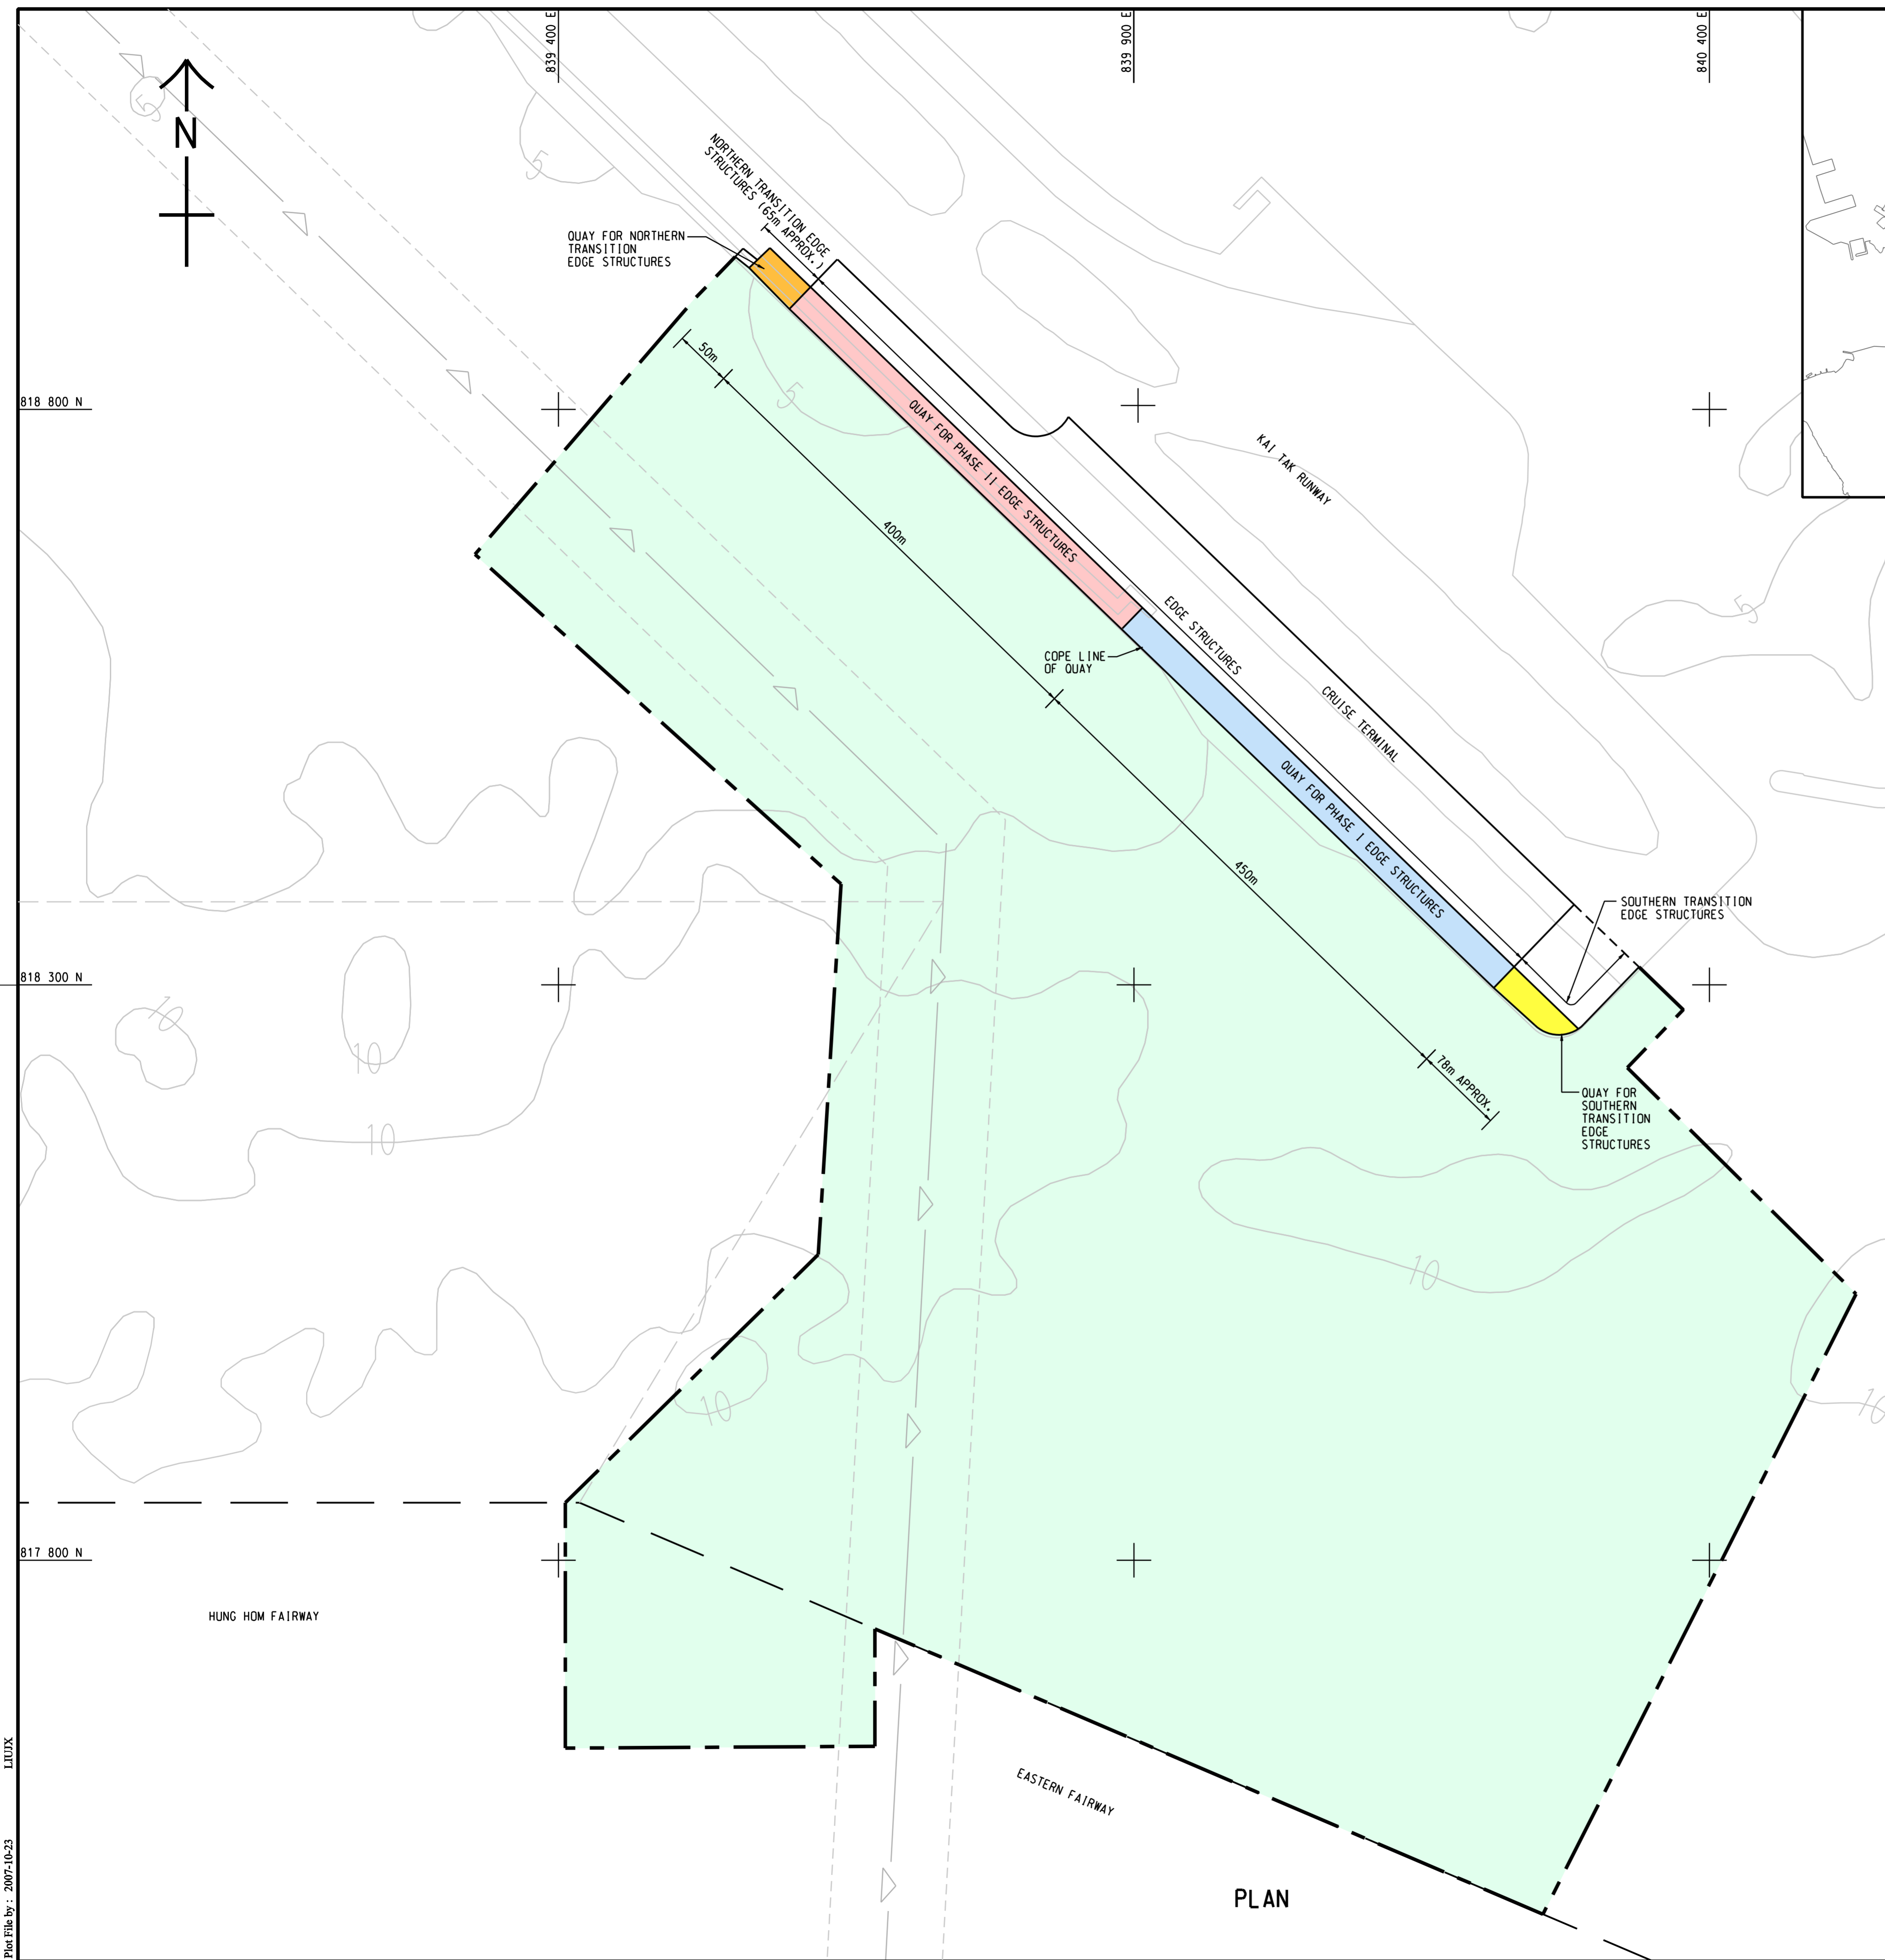 839 400 E
839 900 E
840 400 E
N
NORTHERN TRANSITION EDGE
STRUCTURES (65m APPROX.)
QUAY FOR NORTHERN
TRANSITION
EDGE STRUCTURES
5
5
5
5
50m
818 800 N
QUAY FOR PHASE II EDGE STRUCTURES
KAI TAK RUNWAY
400m
EDGE STRUCTURES
COPE LINE
OF QUAY
CRUISE TERMINAL
QUAY FOR PHASE I EDGE STRUCTURES
450m
SOUTHERN TRANSITION
EDGE STRUCTURES
818 300 N
10
10
10
78m APPROX.
QUAY FOR
SOUTHERN
TRANSITION
EDGE
STRUCTURES
10
10
10
817 800 N
HUNG HOM FAIRWAY
EASTERN FAIRWAY
PLAN
Plot File by : 2007-10-23 LIUJX